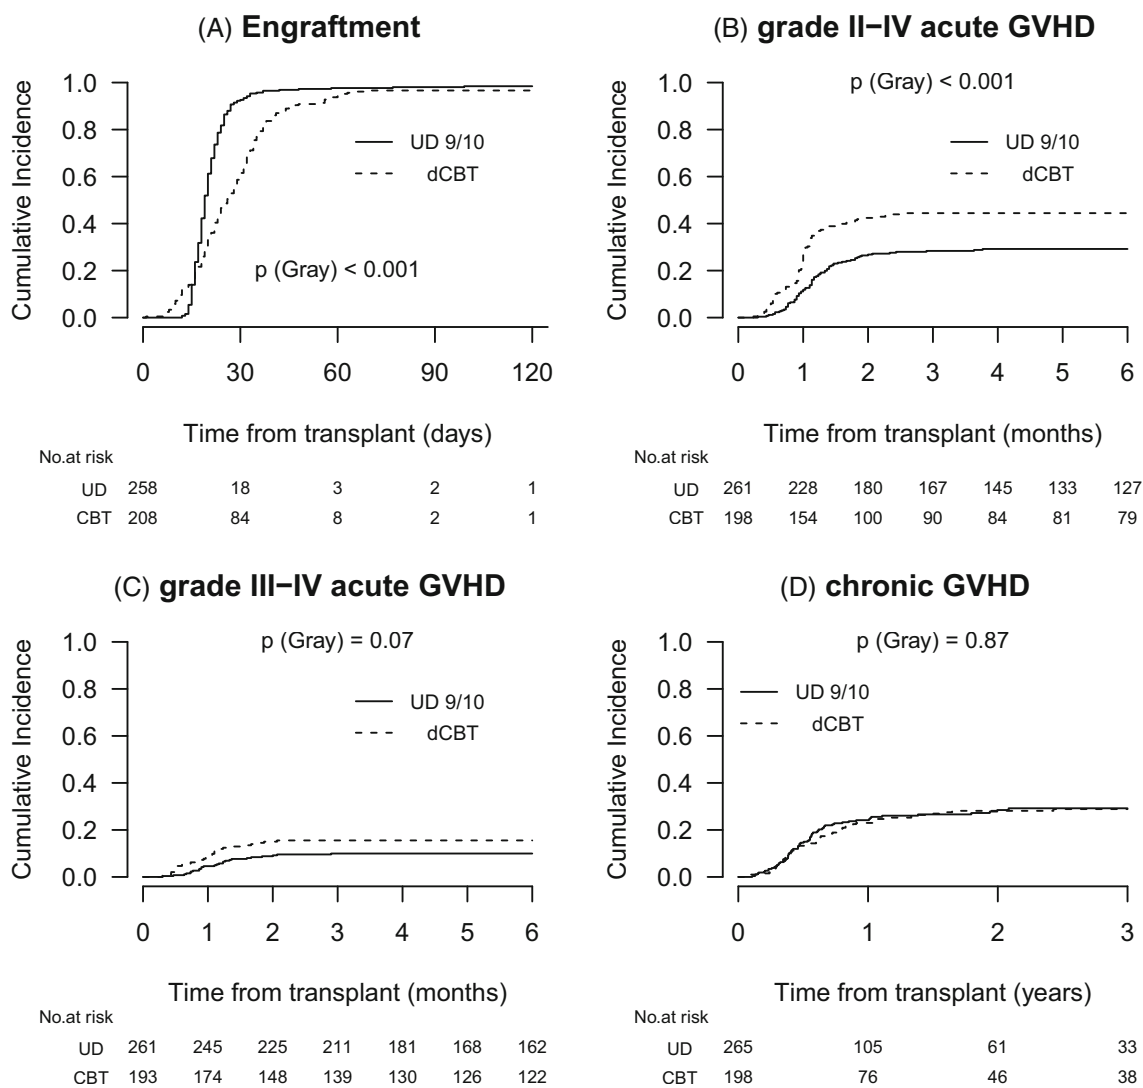 (A) Engraftment
Cumulative Incidence
1.0
0.8
0.6
0.4
0.2
0.0
UD 9/10
dCBT
p (Gray) < 0.001
0 30 60 90 120
Time from transplant (days)
No.at risk
UD 258 18 3 2 1
CBT 208 84 8 2 1
(B) grade II−IV acute GVHD
Cumulative Incidence
1.0
0.8
0.6
0.4
0.2
0.0
p (Gray) < 0.001
UD 9/10
dCBT
0 1 2 3 4 5 6
Time from transplant (months)
No.at risk
UD 261 228 180 167 145 133 127
CBT 198 154 100 90 84 81 79
(C) grade III−IV acute GVHD
Cumulative Incidence
1.0
0.8
0.6
0.4
0.2
0.0
p (Gray) = 0.07
UD 9/10
dCBT
0 1 2 3 4 5 6
Time from transplant (months)
No.at risk
UD 261 245 225 211 181 168 162
CBT 193 174 148 139 130 126 122
(D) chronic GVHD
Cumulative Incidence
1.0
0.8
0.6
0.4
0.2
0.0
p (Gray) = 0.87
UD 9/10
dCBT
0 1 2 3
Time from transplant (years)
No.at risk
UD 265 105 61 33
CBT 198 76 46 38